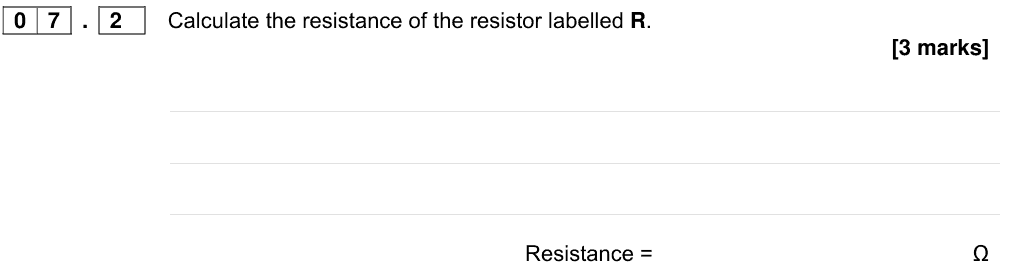 0 7 . 2 Calculate the resistance of the resistor labelled R.
[3 marks]
Resistance = Ω